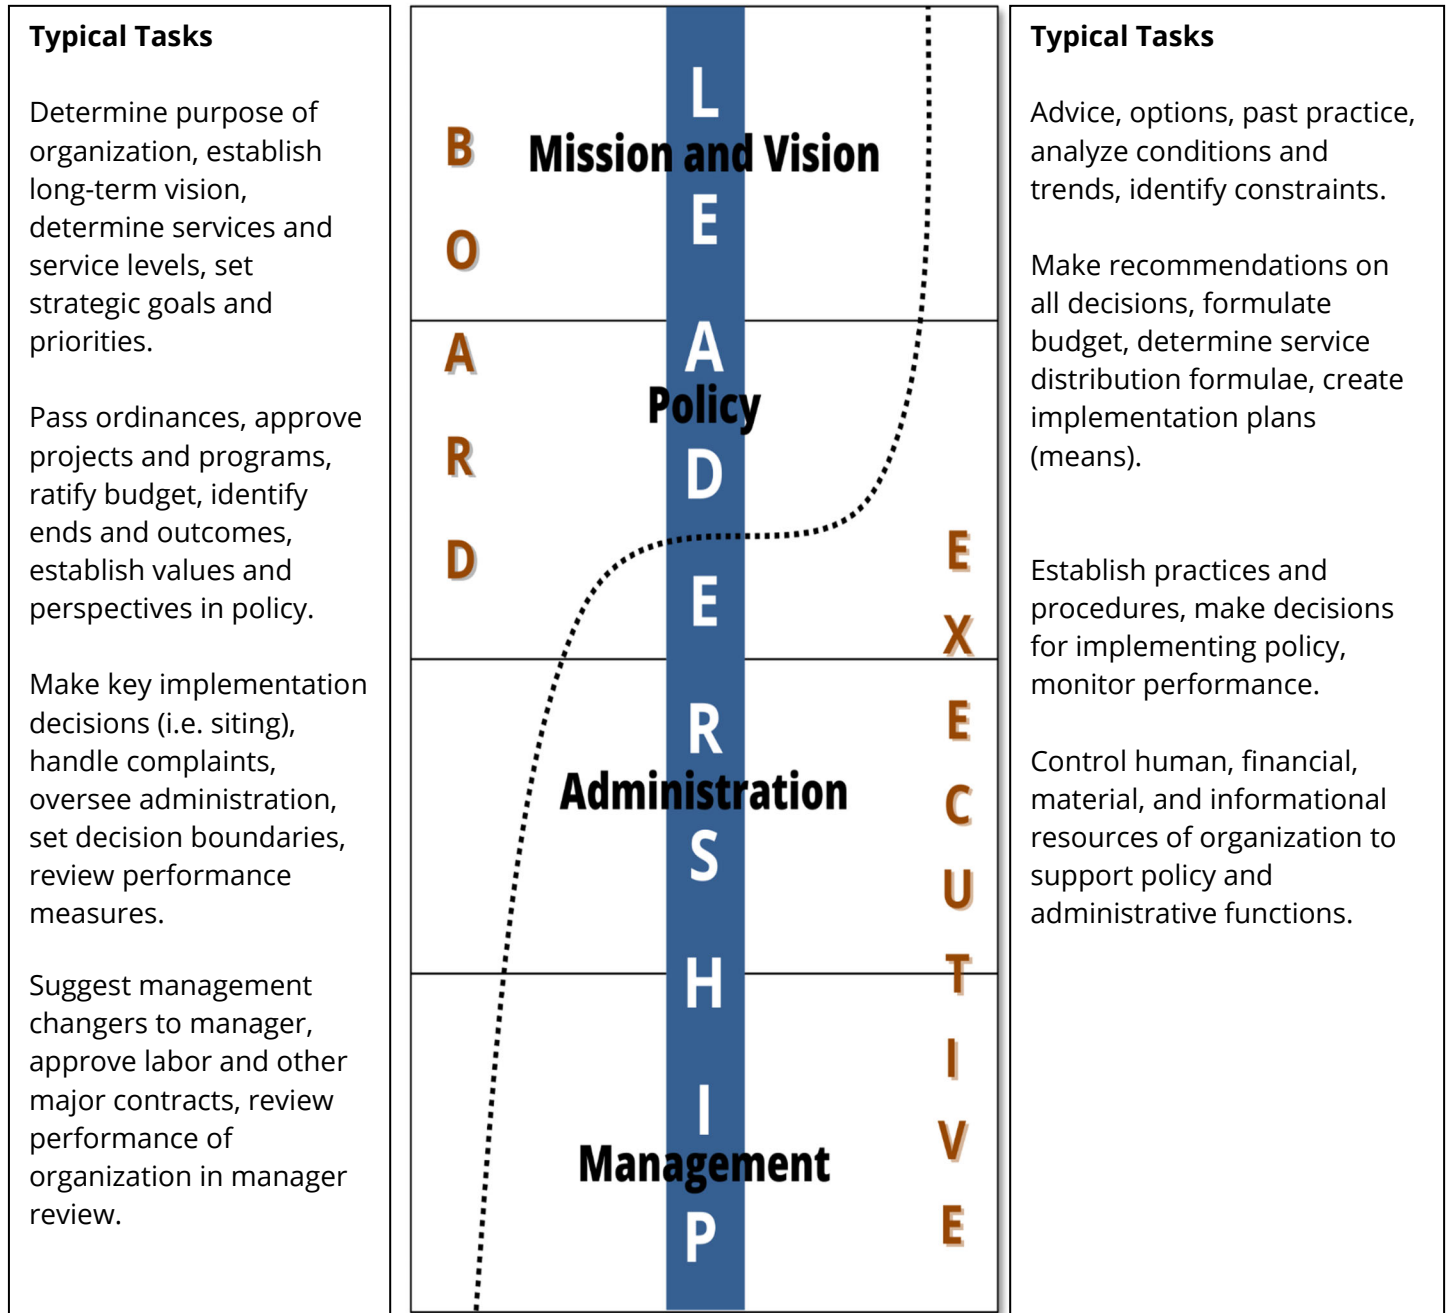 Typical Tasks
Determine purpose of
organization, establish
long-term vision,
determine services and
service levels, set
strategic goals and
priorities.
Pass ordinances, approve
projects and programs,
ratify budget, identify
ends and outcomes,
establish values and
perspectives in policy.
Make key implementation
decisions (i.e. siting),
handle complaints,
oversee administration,
set decision boundaries,
review performance
measures.
Suggest management
changers to manager,
approve labor and other
major contracts, review
performance of
organization in manager
review.
BOARD
LEADERSHIP
Mission and Vision
Policy
Administration
Management
EXECUTIVE
Typical Tasks
Advice, options, past practice,
analyze conditions and
trends, identify constraints.
Make recommendations on
all decisions, formulate
budget, determine service
distribution formulae, create
implementation plans
(means).
Establish practices and
procedures, make decisions
for implementing policy,
monitor performance.
Control human, financial,
material, and informational
resources of organization to
support policy and
administrative functions.